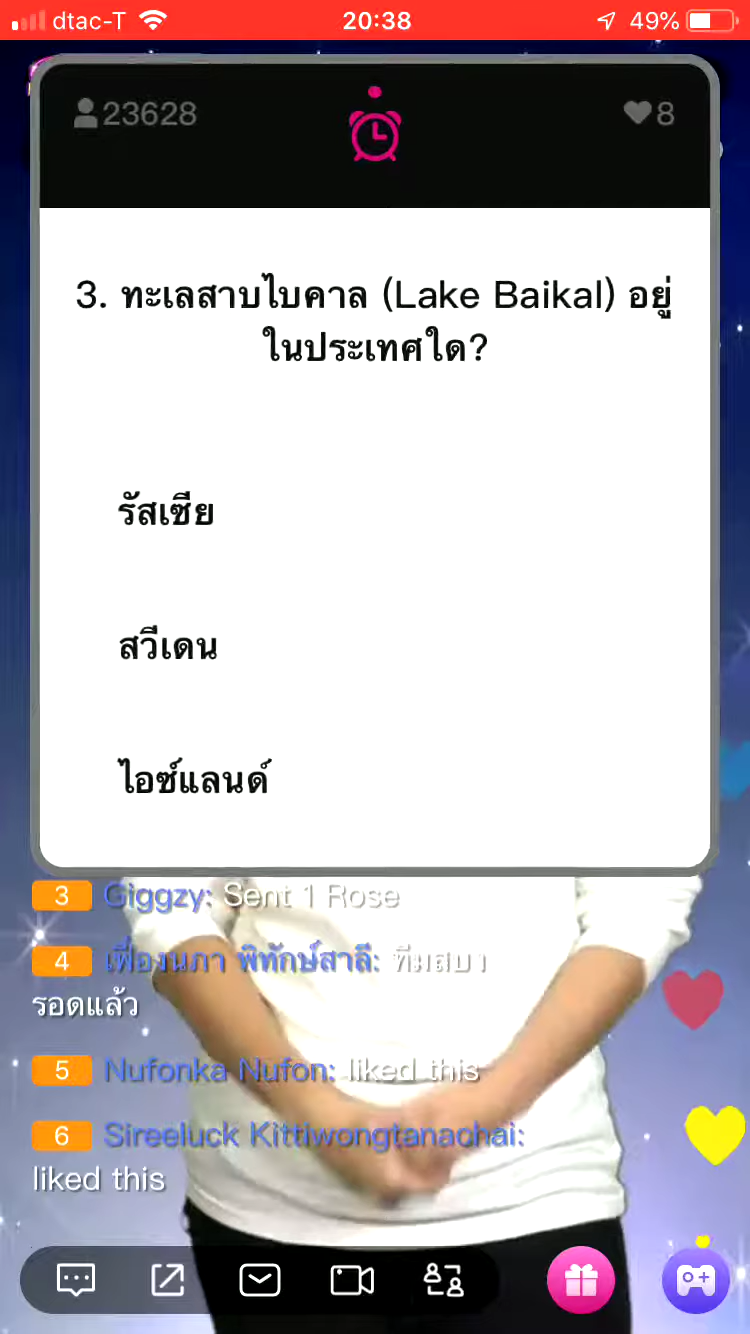 dtac-T 20:38 49%
23628 8
3. ทะเลสาบไบคาล (Lake Baikal) อยู่
ในประเทศใด?
รัสเซีย
สวีเดน
ไอซ์แลนด์
3 Giggzy: Sent 1 Rose
4 เฟื่องนภา พิทักษ์สาลี: ทีมสบา
รอดแล้ว
5 Nufonka Nufon: liked this
6 Sireeluck Kittiwongtanachai:
liked this